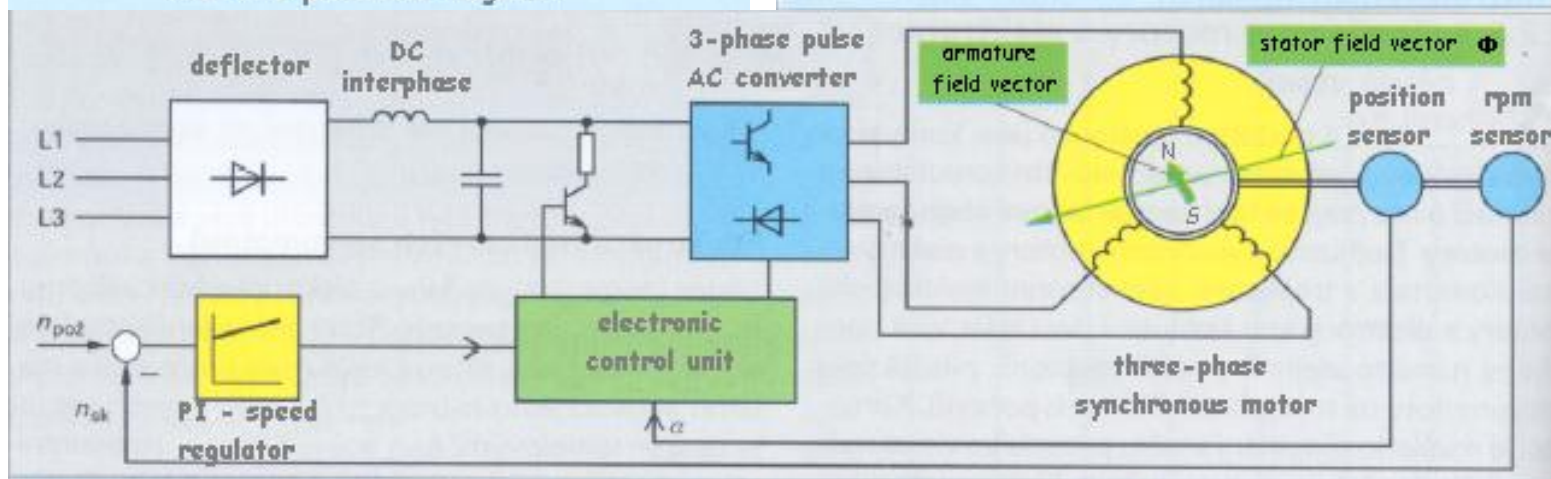 deflector
DC
interphase
3-phase pulse
AC converter
armature
field vector
stator field vector Φ
position
sensor
rpm
sensor
L1
L2
L3
N
S
n pož
n sk
PI - speed
regulator
electronic
control unit
α
three-phase
synchronous motor